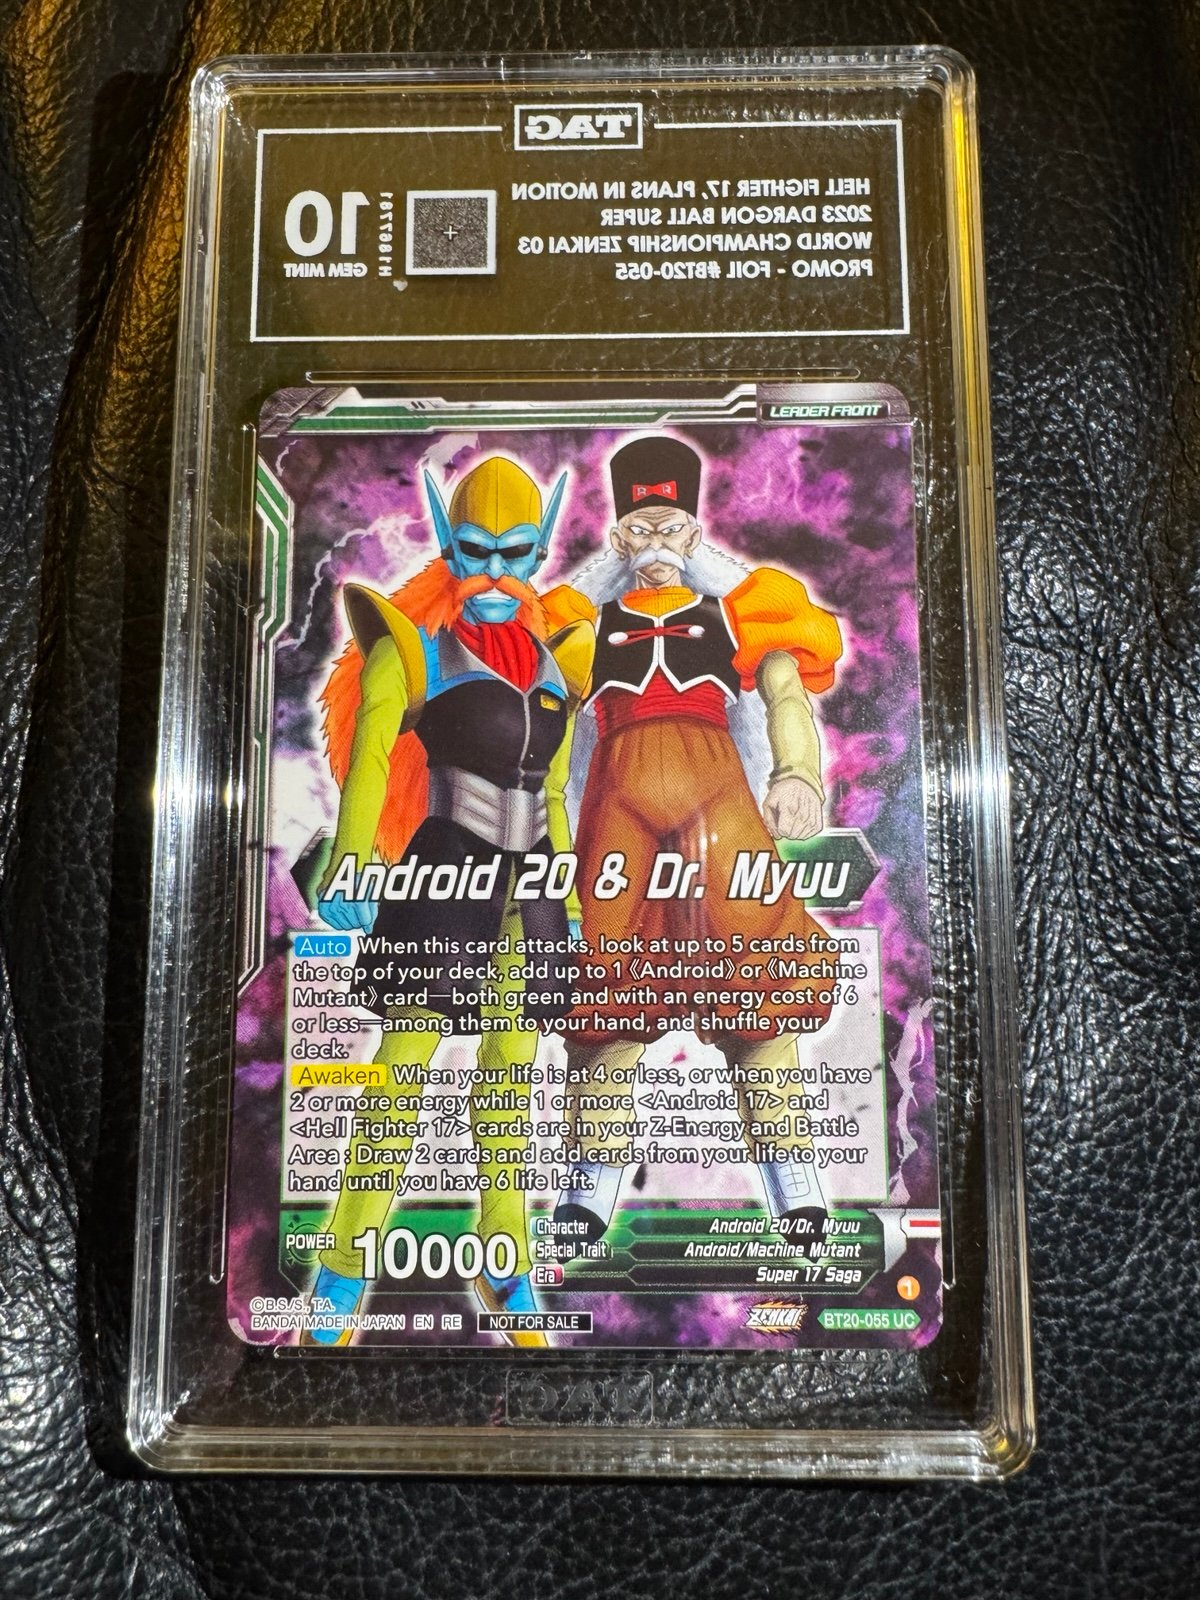 TAG
HELL FIGHTER 17, PLANS IN MOTION
2023 DARGON BALL SUPER
WORLD CHAMPIONSHIP ZENKAI 03
PROMO - FOIL #BT20-055
H1867781
10
GEM MINT
LEADER FRONT
R R
Android 20 & Dr. Myuu
Auto When this card attacks, look at up to 5 cards from
the top of your deck, add up to 1 《Android》 or 《Machine
Mutant》 card—both green and with an energy cost of 6
or less—among them to your hand, and shuffle your
deck.
Awaken When your life is at 4 or less, or when you have
2 or more energy while 1 or more <Android 17> and
<Hell Fighter 17> cards are in your Z-Energy and Battle
Area : Draw 2 cards and add cards from your life to your
hand until you have 6 life left.
POWER 10000
Character Android 20/Dr. Myuu
Special Trait Android/Machine Mutant
Era Super 17 Saga
1
©B.S./S., T.A.
BANDAI MADE IN JAPAN EN RE NOT FOR SALE
ZENKAI BT20-055 UC
TAG